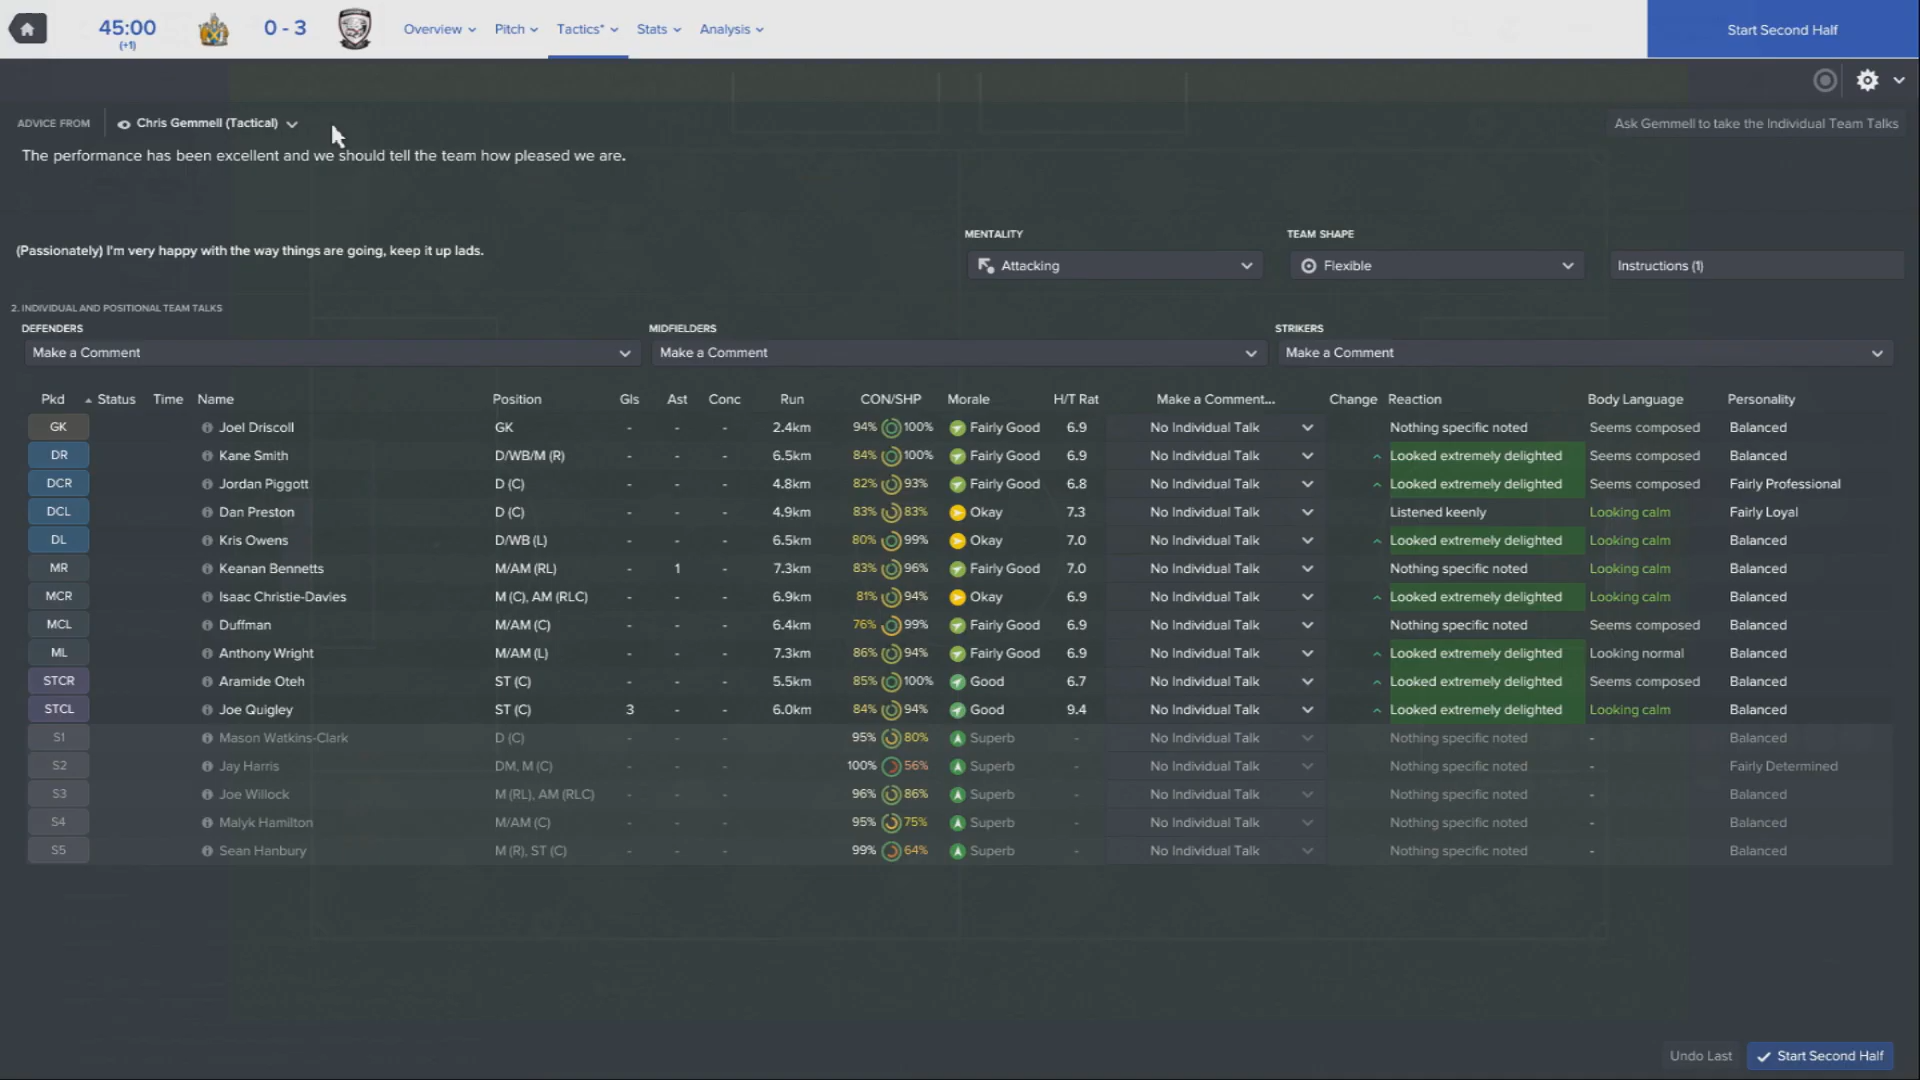 45:00
(+1)
0 - 3
Overview
Pitch
Tactics*
Stats
Analysis
Start Second Half
ADVICE FROM
Chris Gemmell (Tactical)
Ask Gemmell to take the Individual Team Talks
The performance has been excellent and we should tell the team how pleased we are.
MENTALITY
TEAM SHAPE
(Passionately) I'm very happy with the way things are going, keep it up lads.
Attacking
Flexible
Instructions (1)
2. INDIVIDUAL AND POSITIONAL TEAM TALKS
DEFENDERS
MIDFIELDERS
STRIKERS
Make a Comment
Make a Comment
Make a Comment
Pkd Status Time Name Position Gls Ast Conc Run CON/SHP Morale H/T Rat Make a Comment... Change Reaction Body Language Personality
GK Joel Driscoll GK - - - 2.4km 94% 100% Fairly Good 6.9 No Individual Talk Nothing specific noted Seems composed Balanced
DR Kane Smith D/WB/M (R) - - - 6.5km 84% 100% Fairly Good 6.9 No Individual Talk Looked extremely delighted Seems composed Balanced
DCR Jordan Piggott D (C) - - - 4.8km 82% 93% Fairly Good 6.8 No Individual Talk Looked extremely delighted Seems composed Fairly Professional
DCL Dan Preston D (C) - - - 4.9km 83% 83% Okay 7.3 No Individual Talk Listened keenly Looking calm Fairly Loyal
DL Kris Owens D/WB (L) - - - 6.5km 80% 99% Okay 7.0 No Individual Talk Looked extremely delighted Looking calm Balanced
MR Keanan Bennetts M/AM (RL) - 1 - 7.3km 83% 96% Fairly Good 7.0 No Individual Talk Nothing specific noted Looking calm Balanced
MCR Isaac Christie-Davies M (C), AM (RLC) - - - 6.9km 81% 94% Okay 6.9 No Individual Talk Looked extremely delighted Looking calm Balanced
MCL Duffman M/AM (C) - - - 6.4km 76% 99% Fairly Good 6.9 No Individual Talk Nothing specific noted Seems composed Balanced
ML Anthony Wright M/AM (L) - - - 7.3km 86% 94% Fairly Good 6.9 No Individual Talk Looked extremely delighted Looking normal Balanced
STCR Aramide Oteh ST (C) - - - 5.5km 85% 100% Good 6.7 No Individual Talk Looked extremely delighted Seems composed Balanced
STCL Joe Quigley ST (C) 3 - - 6.0km 84% 94% Good 9.4 No Individual Talk Looked extremely delighted Looking calm Balanced
S1 Mason Watkins-Clark D (C) - - - 95% 80% Superb - No Individual Talk Nothing specific noted - Balanced
S2 Jay Harris DM, M (C) - - - 100% 56% Superb - No Individual Talk Nothing specific noted - Fairly Determined
S3 Joe Willock M (RL), AM (RLC) - - - 96% 86% Superb - No Individual Talk Nothing specific noted - Balanced
S4 Malyk Hamilton M/AM (C) - - - 95% 75% Superb - No Individual Talk Nothing specific noted - Balanced
S5 Sean Hanbury M (R), ST (C) - - - 99% 64% Superb - No Individual Talk Nothing specific noted - Balanced
Undo Last
Start Second Half